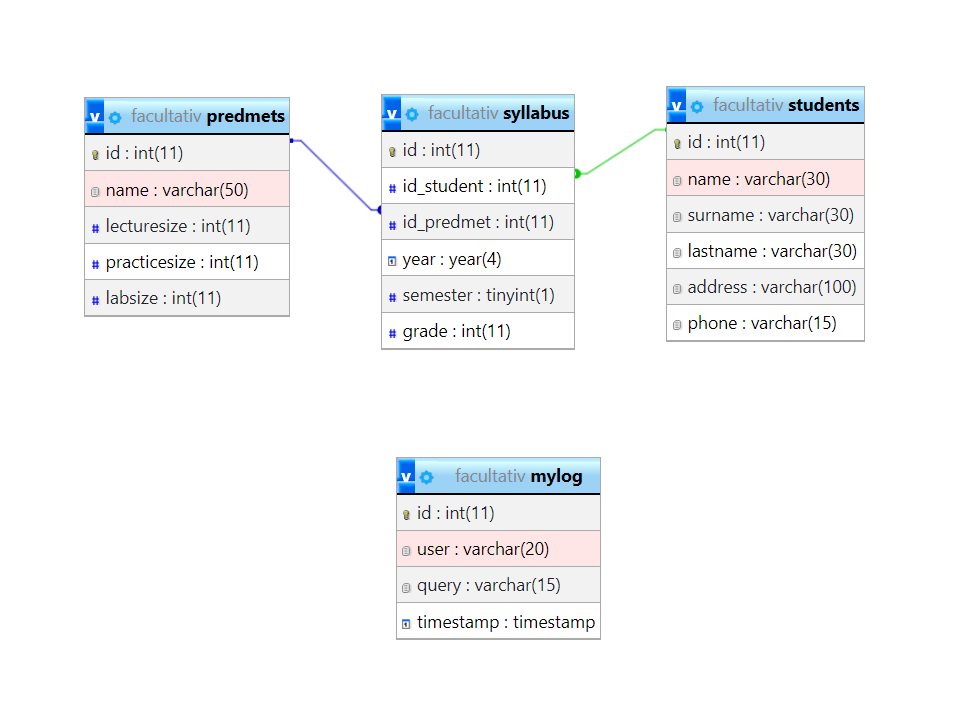 facultativ predmets
id : int(11)
name : varchar(50)
lecturesize : int(11)
practicesize : int(11)
labsize : int(11)
facultativ syllabus
id : int(11)
id_student : int(11)
id_predmet : int(11)
year : year(4)
semester : tinyint(1)
grade : int(11)
facultativ students
id : int(11)
name : varchar(30)
surname : varchar(30)
lastname : varchar(30)
address : varchar(100)
phone : varchar(15)
facultativ mylog
id : int(11)
user : varchar(20)
query : varchar(15)
timestamp : timestamp